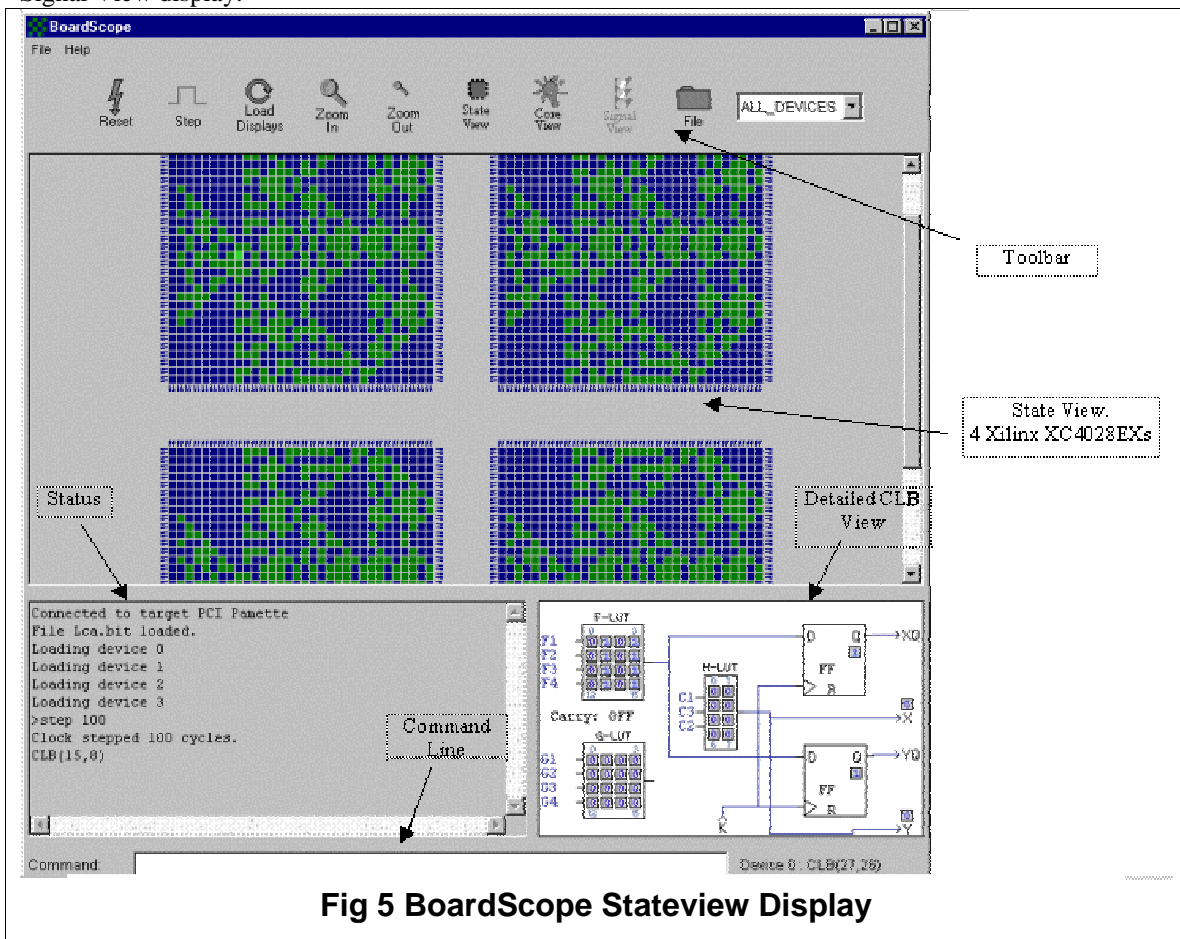 Signal View display.
BoardScope
File Help
Reset
Step
Load Displays
Zoom In
Zoom Out
State View
Core View
Signal View
File
ALL_DEVICES
Toolbar
State View.
4 Xilinx XC4028EXs
Status
Detailed CLB
View
Connected to target PCI Pamette
File Lca.bit loaded.
Loading device 0
Loading device 1
Loading device 2
Loading device 3
>step 100
Clock stepped 100 cycles.
CLB(15,8)
Command
Line
F-LUT
F1
F2
F3
F4
Carry: OFF
G-LUT
G1
G2
G3
G4
H-LUT
C1
C3
C2
D Q
FF
R
XQ
X
D Q
FF
R
YQ
Y
K
Command:
Device 0 : CLB(27,26)
Fig 5 BoardScope Stateview Display